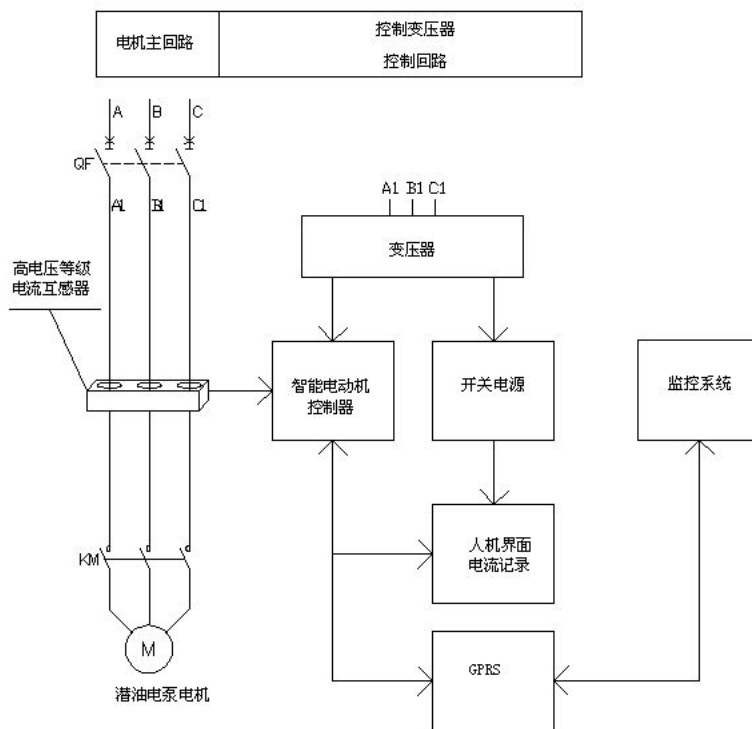 电机主回路
控制变压器
控制回路
A B C
QF
A1 B1 C1
A1 B1 C1
变压器
高电压等级
电流互感器
智能电动机
控制器
开关电源
监控系统
人机界面
电流记录
KM
M
GPRS
潜油电泵电机